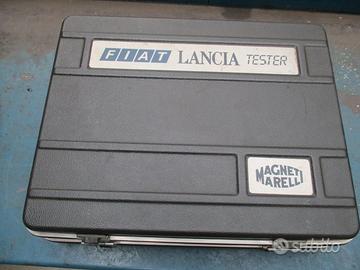 FIAT LANCIA TESTER
MAGNETI
MARELLI
subito